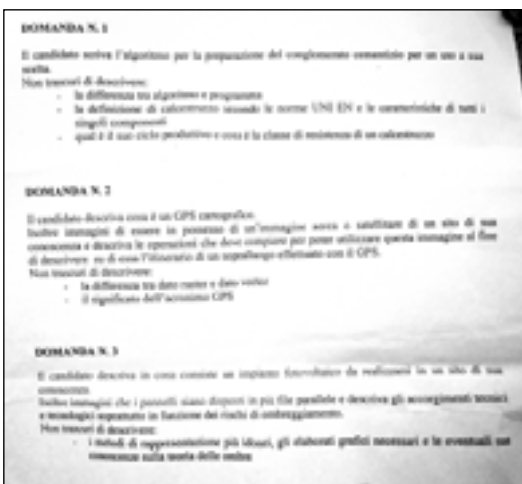 DOMANDA N. 1
Il candidato scriva l'algoritmo per la preparazione del conglomerato cementizio per un uso a sua
scelta.
Non trascuri di descrivere:
- la differenza tra algoritmo e programma
- la definizione di calcestruzzo secondo le norme UNI EN e le caratteristiche di tutti i
singoli componenti
- qual è il suo ciclo produttivo e cosa è la classe di resistenza di un calcestruzzo
DOMANDA N. 2
Il candidato descriva cosa è un GPS cartografico.
Inoltre immagini di essere in possesso di un'immagine aerea o satellitare di un sito di sua
conoscenza e descriva le operazioni che deve compiere per poter utilizzare questa immagine al fine
di descrivere su di essa l'itinerario di un sopralluogo effettuato con il GPS.
Non trascuri di descrivere:
- la differenza tra dato raster e dato vector
- il significato dell'acronimo GPS
DOMANDA N. 3
Il candidato descriva in cosa consiste un impianto fotovoltaico da realizzarsi in un sito di sua
conoscenza.
Inoltre immagini che i pannelli siano disposti in più file parallele e descriva gli accorgimenti tecnici
e tecnologici soprattutto in funzione dei rischi di ombreggiamento.
Non trascuri di descrivere:
- i metodi di rappresentazione più idonei, gli elaborati grafici necessari e le eventuali sue
conoscenze sulla teoria delle ombre